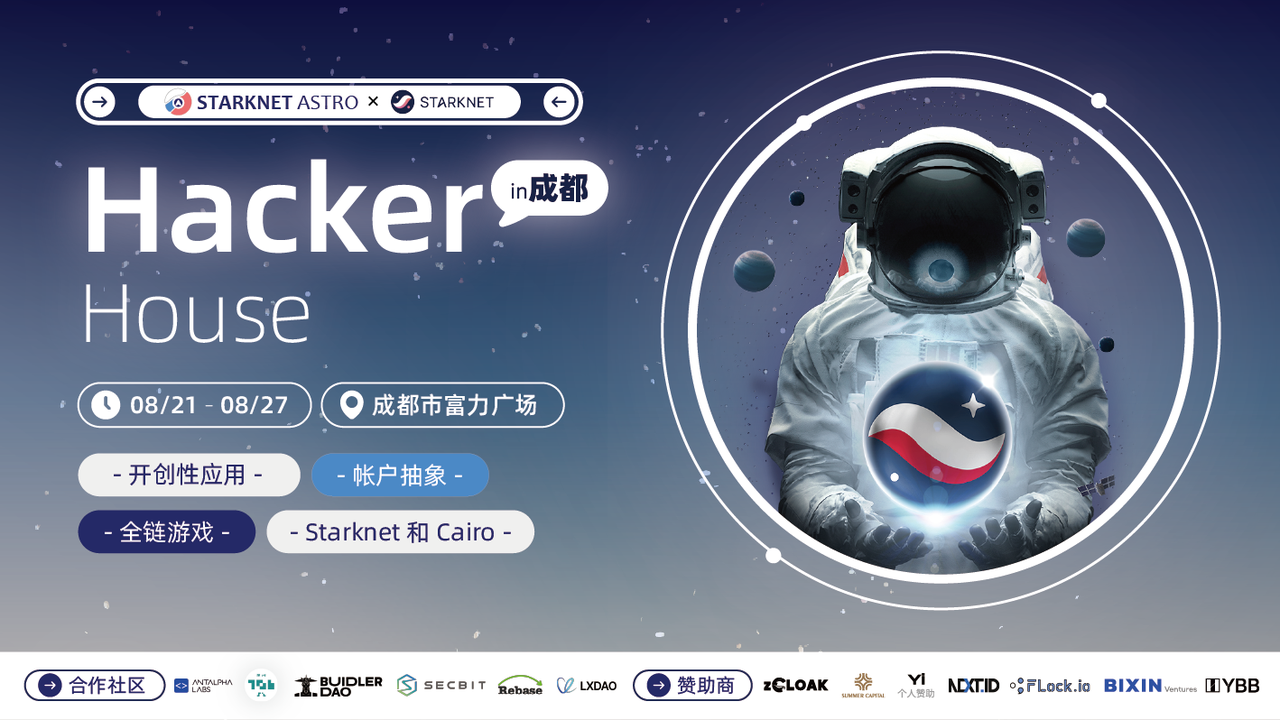 STARKNET ASTRO × STARKNET
Hacker
in成都
House
08/21 - 08/27
成都市富力广场
- 开创性应用 -
- 帐户抽象 -
- 全链游戏 -
- Starknet 和 Cairo -
合作社区
ANTALPHA LABS
BUIDLER DAO
SECBIT
Rebase
LXDAO
赞助商
zCLOAK
SUMMER CAPITAL
Yi
个人赞助
NEXT.ID
FLock.io
BIXIN Ventures
YBB